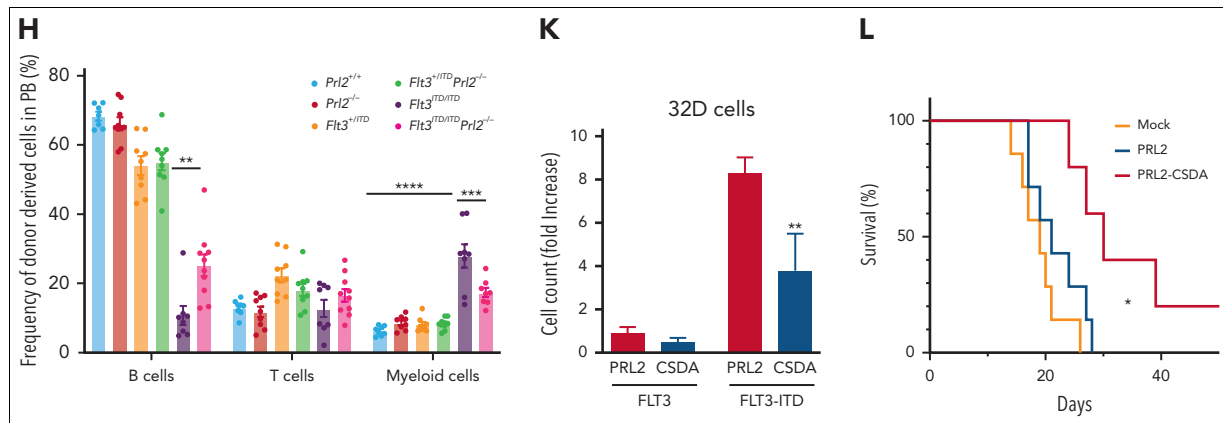 H
Frequency of donor derived cells in PB (%)
80
60
40
20
0
Prl2+/+
Prl2−/−
Flt3+/ITD
Flt3+/ITDPrl2−/−
Flt3ITD/ITD
Flt3ITD/ITDPrl2−/−
**
****
***
B cells
T cells
Myeloid cells
K
32D cells
Cell count (fold Increase)
10
8
6
4
2
0
**
PRL2
CSDA
PRL2
CSDA
FLT3
FLT3-ITD
L
Survival (%)
100
50
0
Mock
PRL2
PRL2-CSDA
*
0
20
40
Days